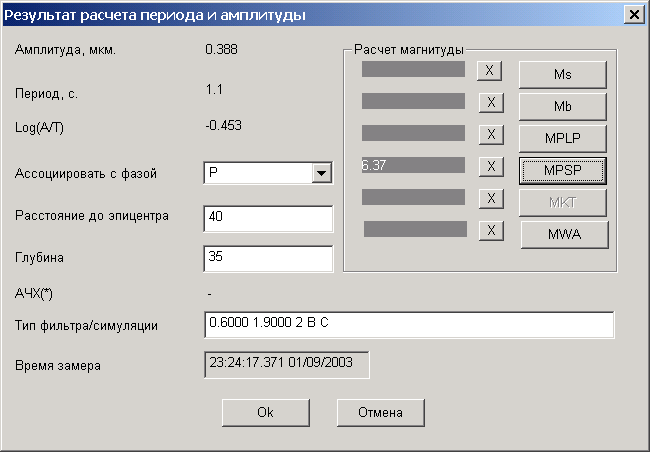 Результат расчета периода и амплитуды
Амплитуда, мкм. 0.388
Период, с. 1.1
Log(A/T) -0.453
Ассоциировать с фазой P
Расстояние до эпицентра 40
Глубина 35
АЧХ(*) -
Тип фильтра/симуляции 0.6000 1.9000 2 B C
Время замера 23:24:17.371 01/09/2003
Расчет магнитуды
X Ms
X Mb
X MPLP
6.37 X MPSP
X MKT
X MWA
Ok Отмена